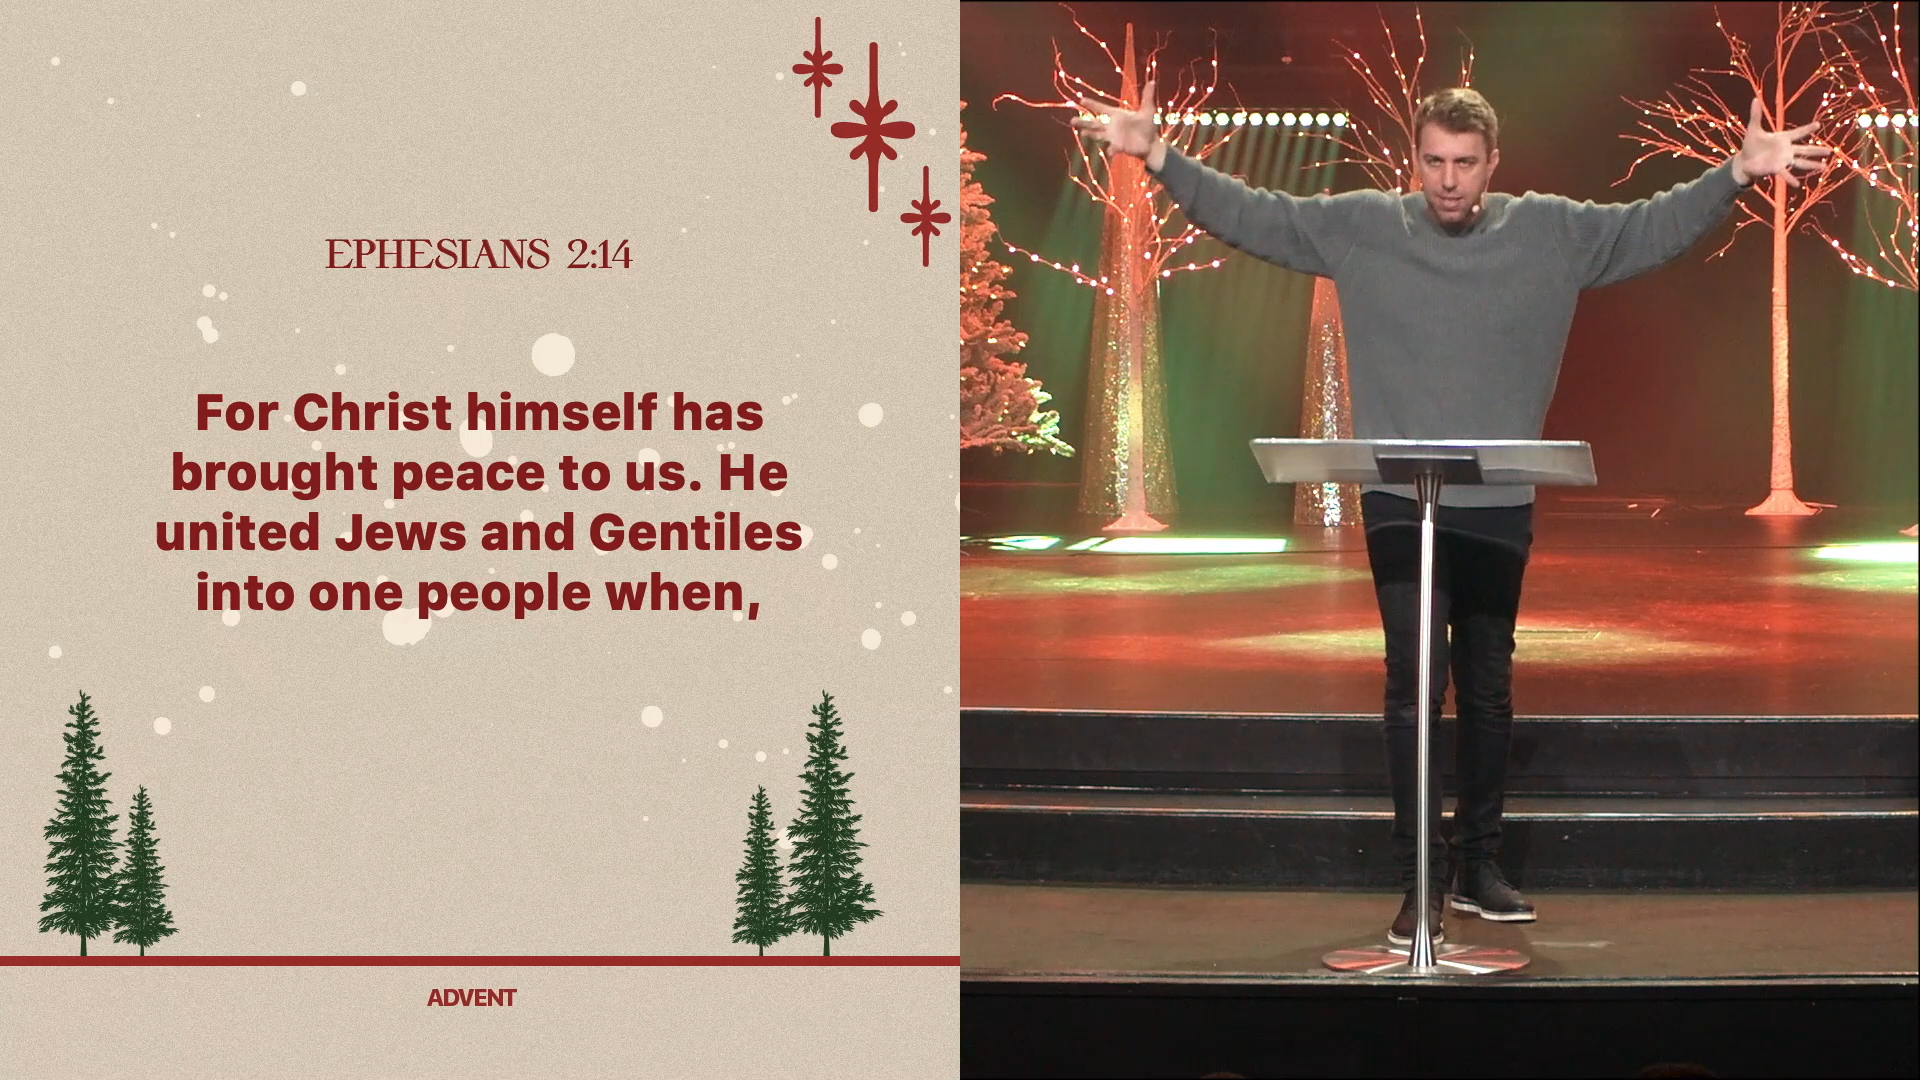 EPHESIANS 2:14
For Christ himself has
brought peace to us. He
united Jews and Gentiles
into one people when,
ADVENT